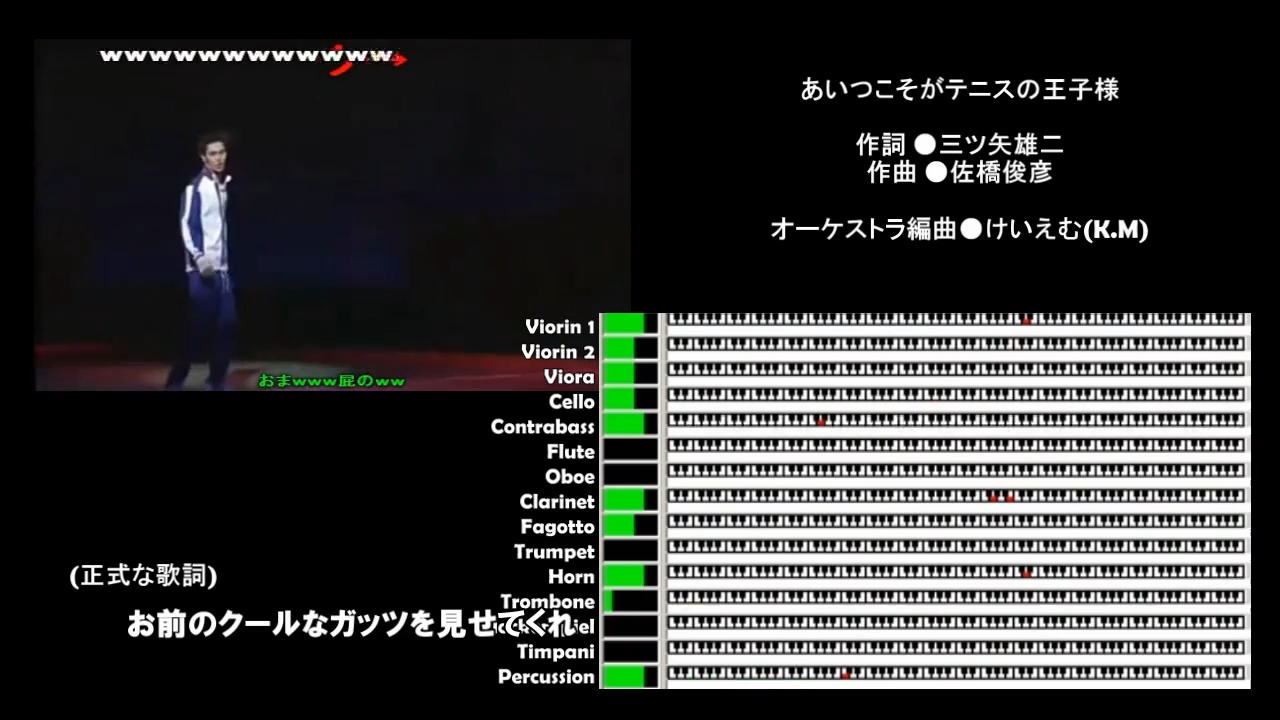 wwwwwwwwwwww
おまwww屁のww
あいつこそがテニスの王子様
作詞 ●三ツ矢雄二
作曲 ●佐橋俊彦
オーケストラ編曲●けいえむ(K.M)
Viorin 1
Viorin 2
Viora
Cello
Contrabass
Flute
Oboe
Clarinet
Fagotto
Trumpet
Horn
Trombone
Timpani
Percussion
(正式な歌詞)
お前のクールなガッツを見せてくれ